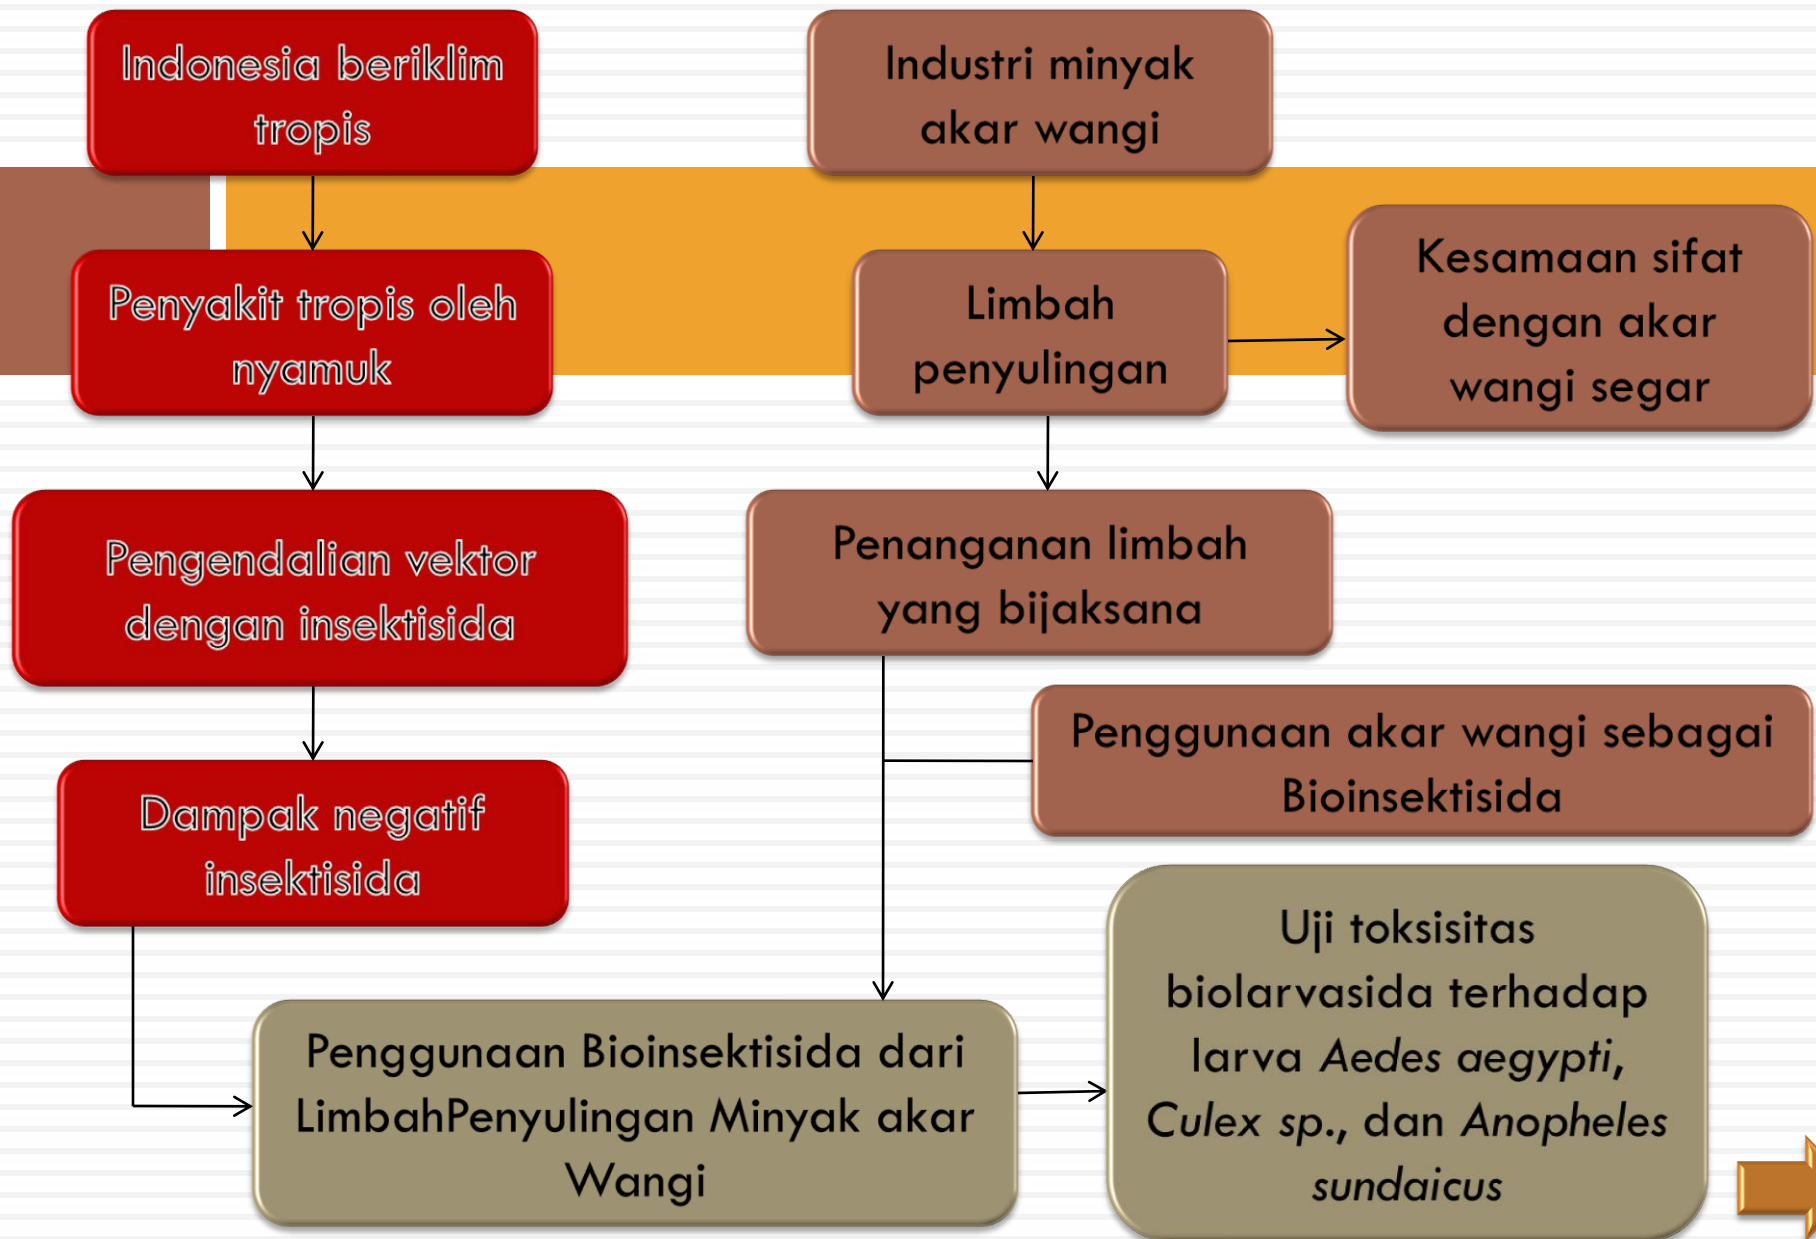 Indonesia beriklim
tropis
Penyakit tropis oleh
nyamuk
Pengendalian vektor
dengan insektisida
Dampak negatif
insektisida
Industri minyak
akar wangi
Limbah
penyulingan
Kesamaan sifat
dengan akar
wangi segar
Penanganan limbah
yang bijaksana
Penggunaan akar wangi sebagai
Bioinsektisida
Penggunaan Bioinsektisida dari
LimbahPenyulingan Minyak akar
Wangi
Uji toksisitas
biolarvasida terhadap
larva Aedes aegypti,
Culex sp., dan Anopheles
sundaicus